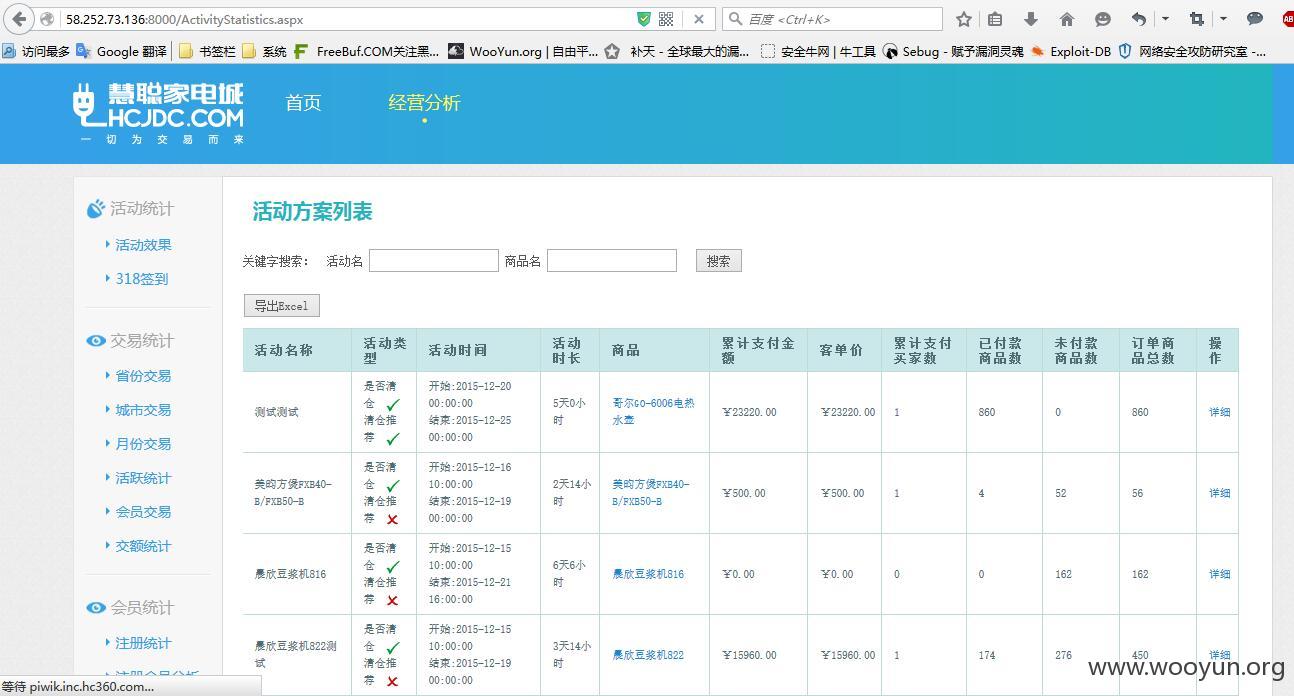 58.252.73.136:8000/ActivityStatistics.aspx
百度 <Ctrl+K>
访问最多 Google 翻译 书签栏 系统 FreeBuf.COM关注黑... WooYun.org | 自由平... 补天 - 全球最大的漏... 安全牛网 | 牛工具 Sebug - 赋予漏洞灵魂 Exploit-DB 网络安全攻防研究室 -...
慧聪家电城
HCJDC.COM
一切为交易而来
首页 经营分析
活动统计
活动效果
318签到
交易统计
省份交易
城市交易
月份交易
活跃统计
会员交易
交额统计
会员统计
注册统计
活动方案列表
关键字搜索: 活动名 商品名 搜索
导出Excel
活动名称 活动类型 活动时间 活动时长 商品 累计支付金额 客单价 累计支付买家数 已付款商品数 未付款商品数 订单商品总数 操作
测试测试 是否清仓 清仓推荐 开始:2015-12-20 00:00:00 结束:2015-12-25 00:00:00 5天0小时 哥尔GO-6006电热水壶 ¥23220.00 ¥23220.00 1 860 0 860 详细
美的方煲FXB40-B/FXB50-B 是否清仓 清仓推荐 开始:2015-12-16 10:00:00 结束:2015-12-19 00:00:00 2天14小时 美的方煲FXB40-B/FXB50-B ¥500.00 ¥500.00 1 4 52 56 详细
晨欣豆浆机816 是否清仓 清仓推荐 开始:2015-12-15 10:00:00 结束:2015-12-21 16:00:00 6天6小时 晨欣豆浆机816 ¥0.00 ¥0.00 0 0 162 162 详细
晨欣豆浆机822测试 是否清仓 清仓推荐 开始:2015-12-15 10:00:00 结束:2015-12-19 00:00:00 3天14小时 晨欣豆浆机822 ¥15960.00 ¥15960.00 1 174 276 450 详细
等待 piwik.inc.hc360.com...
www.wooyun.org